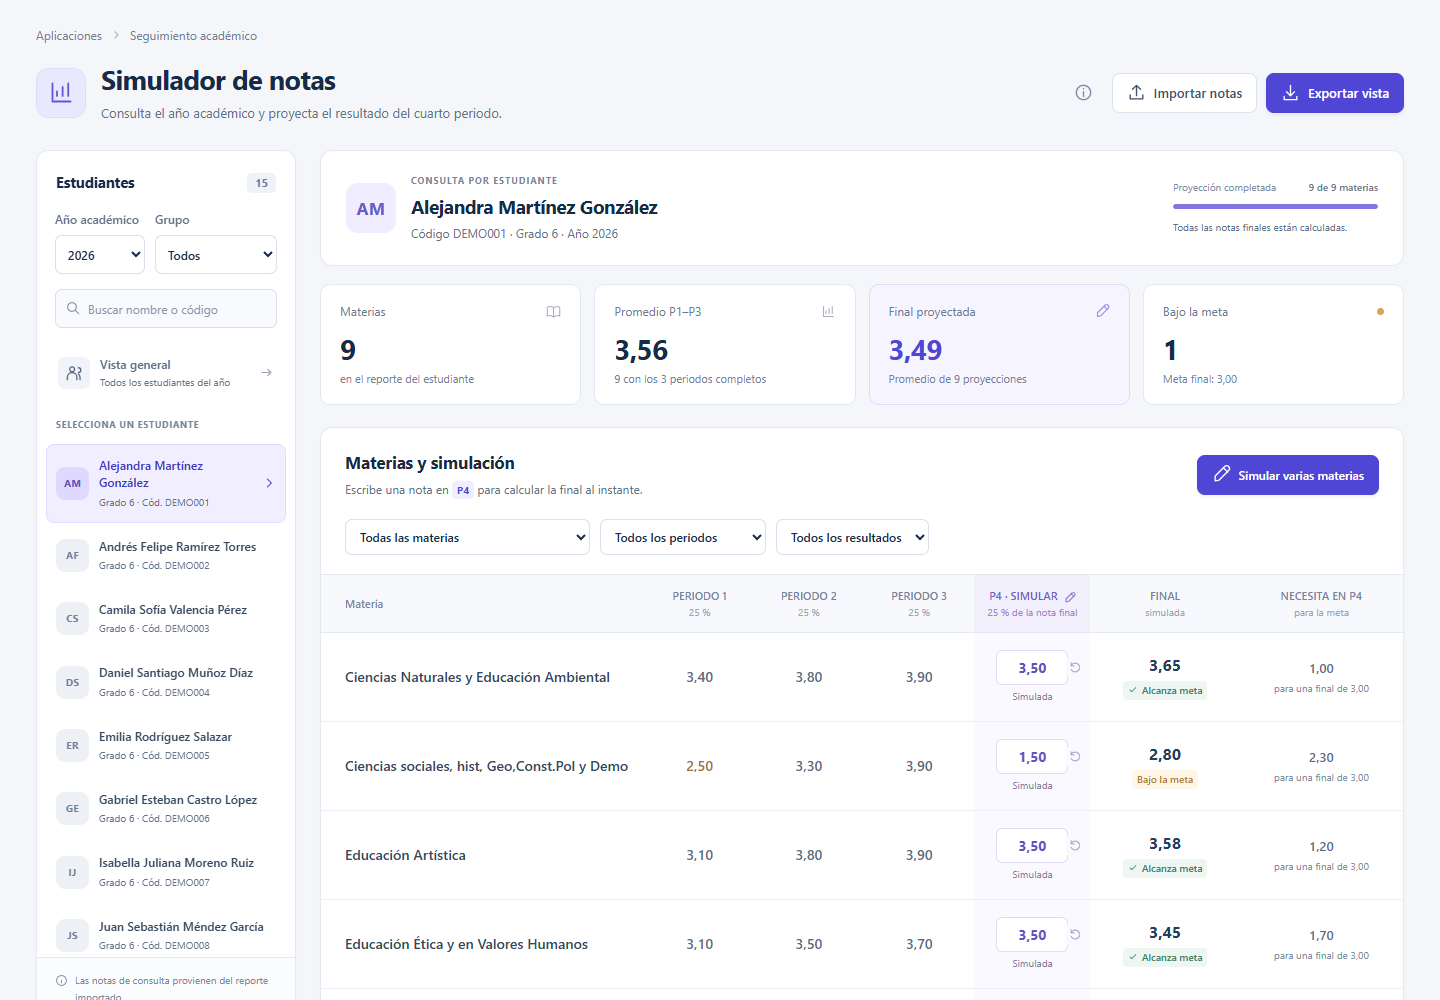 Aplicaciones > Seguimiento académico
Simulador de notas
Consulta el año académico y proyecta el resultado del cuarto periodo.
Importar notas
Exportar vista
Estudiantes 15
Año académico Grupo
2026 Todos
Buscar nombre o código
Vista general
Todos los estudiantes del año
SELECCIONA UN ESTUDIANTE
AM
Alejandra Martínez
González
Grado 6 · Cód. DEMO001
AF
Andrés Felipe Ramírez Torres
Grado 6 · Cód. DEMO002
CS
Camila Sofía Valencia Pérez
Grado 6 · Cód. DEMO003
DS
Daniel Santiago Muñoz Díaz
Grado 6 · Cód. DEMO004
ER
Emilia Rodríguez Salazar
Grado 6 · Cód. DEMO005
GE
Gabriel Esteban Castro López
Grado 6 · Cód. DEMO006
IJ
Isabella Juliana Moreno Ruiz
Grado 6 · Cód. DEMO007
JS
Juan Sebastián Méndez García
Grado 6 · Cód. DEMO008
Las notas de consulta provienen del reporte
importado
AM
CONSULTA POR ESTUDIANTE
Alejandra Martínez González
Código DEMO001 · Grado 6 · Año 2026
Proyección completada 9 de 9 materias
Todas las notas finales están calculadas.
Materias
9
en el reporte del estudiante
Promedio P1–P3
3,56
9 con los 3 periodos completos
Final proyectada
3,49
Promedio de 9 proyecciones
Bajo la meta
1
Meta final: 3,00
Materias y simulación
Escribe una nota en P4 para calcular la final al instante.
Simular varias materias
Todas las materias Todos los periodos Todos los resultados
Materia
PERIODO 1
25 %
PERIODO 2
25 %
PERIODO 3
25 %
P4 · SIMULAR
25 % de la nota final
FINAL
simulada
NECESITA EN P4
para la meta
Ciencias Naturales y Educación Ambiental 3,40 3,80 3,90
3,50
Simulada
3,65
Alcanza meta
1,00
para una final de 3,00
Ciencias sociales, hist, Geo,Const.Pol y Demo 2,50 3,30 3,90
1,50
Simulada
2,80
Bajo la meta
2,30
para una final de 3,00
Educación Artística 3,10 3,80 3,90
3,50
Simulada
3,58
Alcanza meta
1,20
para una final de 3,00
Educación Ética y en Valores Humanos 3,10 3,50 3,70
3,50
Simulada
3,45
Alcanza meta
1,70
para una final de 3,00